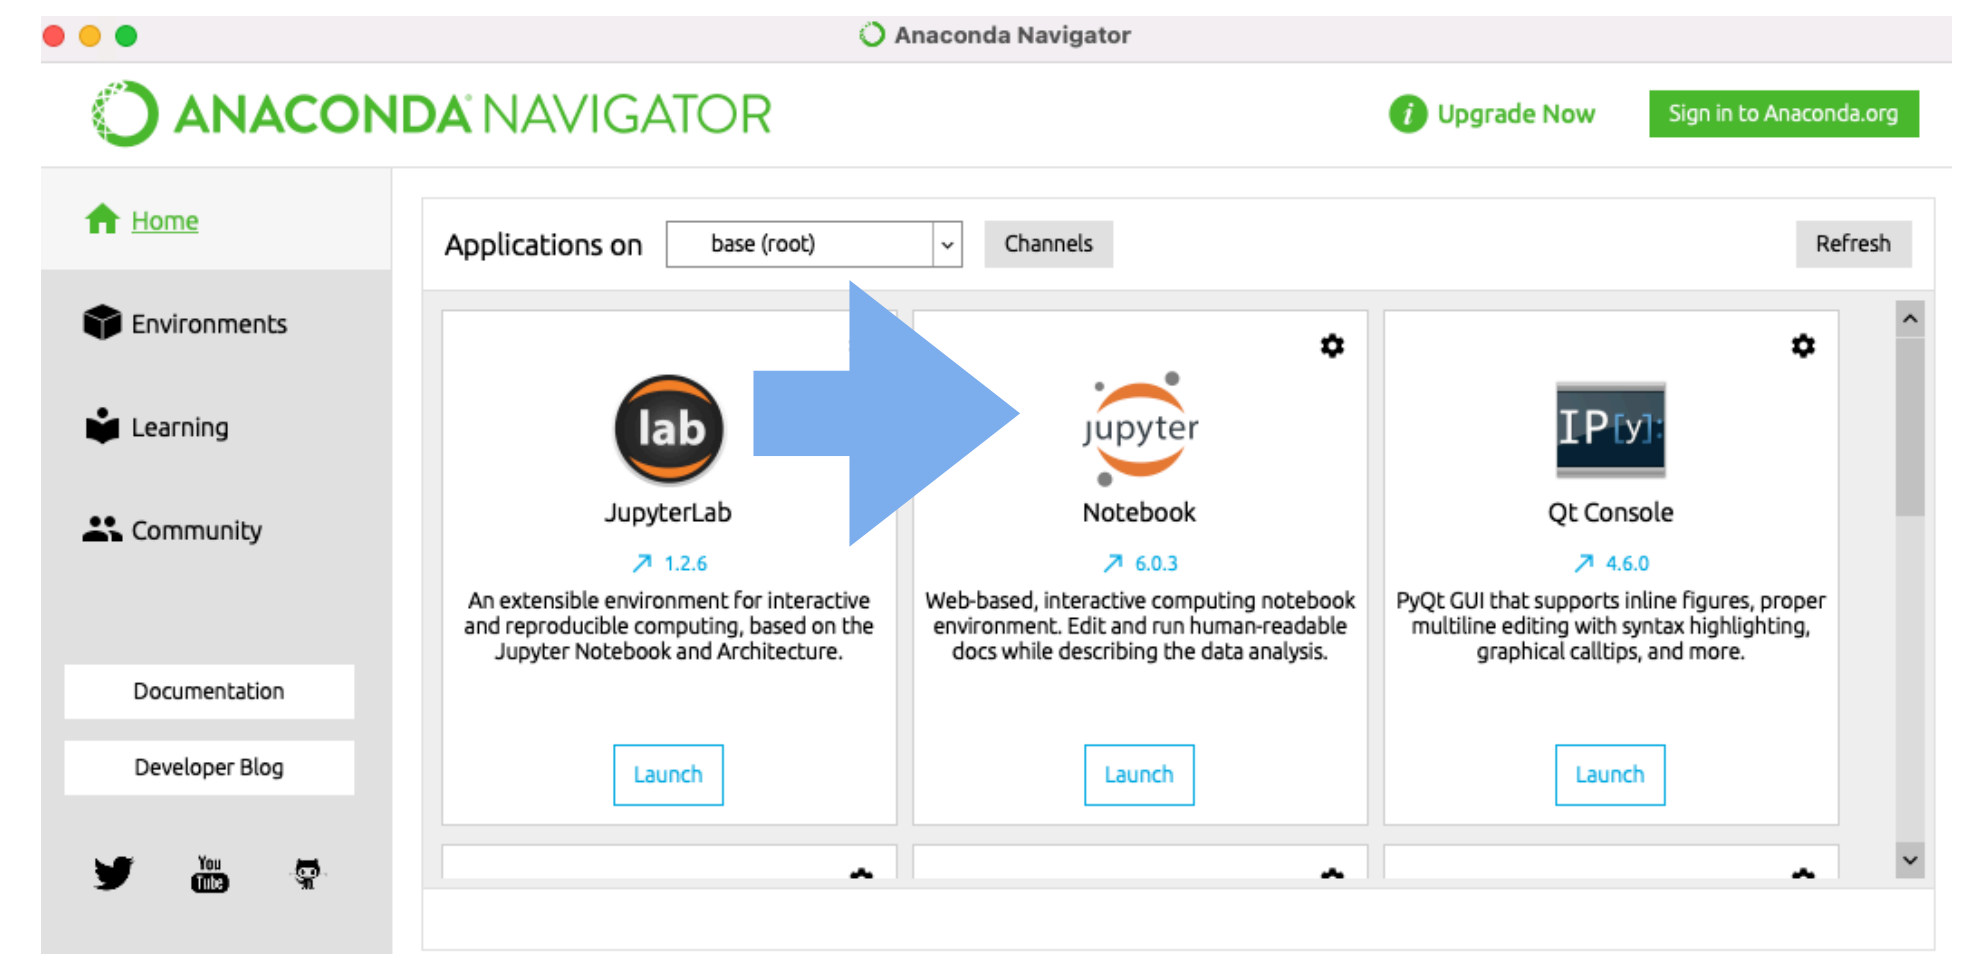 Anaconda Navigator
ANACONDA NAVIGATOR
Upgrade Now
Sign in to Anaconda.org
Home
Environments
Learning
Community
Documentation
Developer Blog
You
Tube
Applications on
base (root)
Channels
Refresh
lab
JupyterLab
1.2.6
An extensible environment for interactive
and reproducible computing, based on the
Jupyter Notebook and Architecture.
Launch
jupyter
Notebook
6.0.3
Web-based, interactive computing notebook
environment. Edit and run human-readable
docs while describing the data analysis.
Launch
IP[y]:
Qt Console
4.6.0
PyQt GUI that supports inline figures, proper
multiline editing with syntax highlighting,
graphical calltips, and more.
Launch